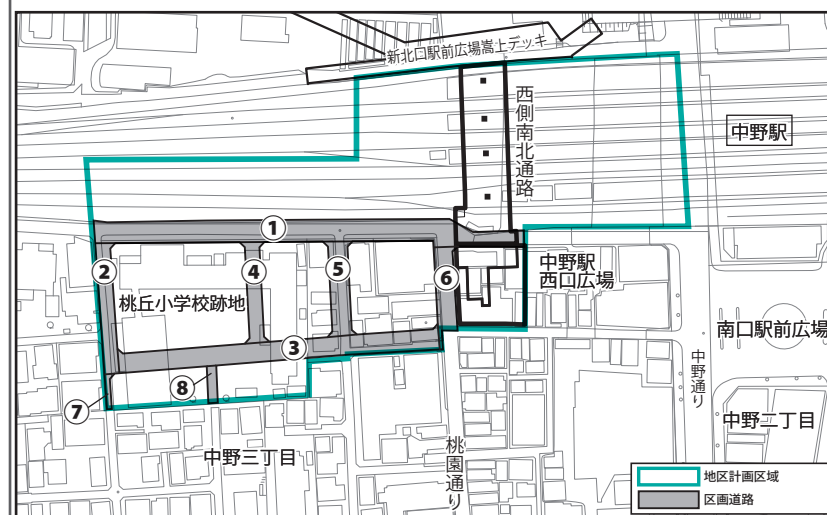 新北口駅前広場嵩上デッキ
西側南北通路
中野駅
①
②
④
⑤
⑥
中野駅
西口広場
桃丘小学校跡地
南口駅前広場
③
中野通り
⑦
⑧
中野二丁目
中野三丁目
桃園通り
地区計画区域
区画道路